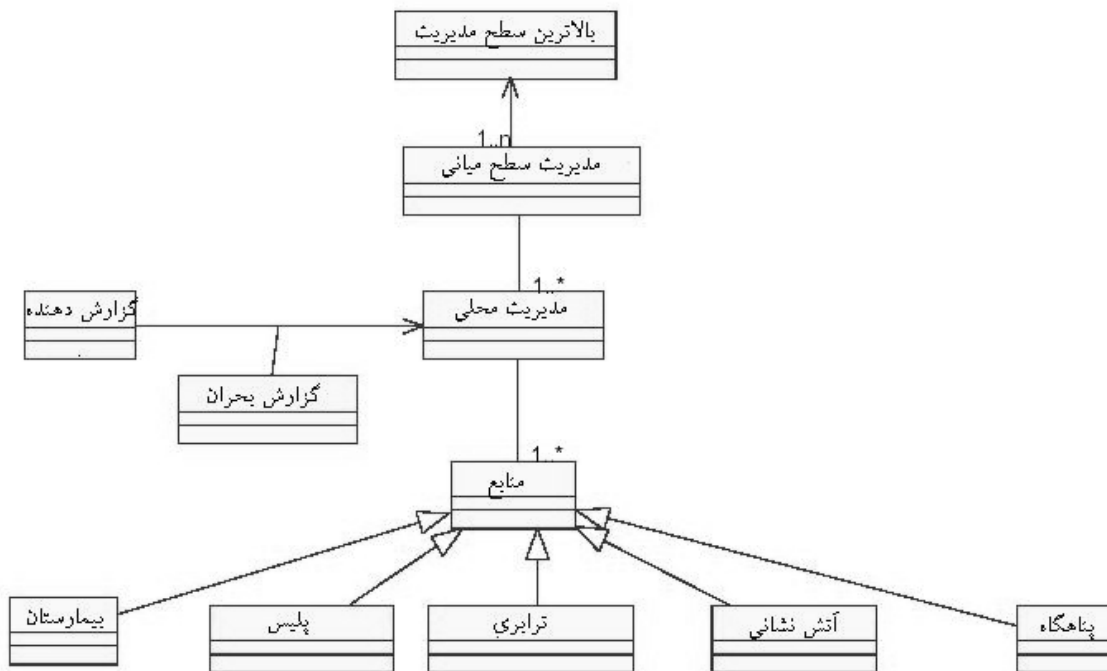 بالاترین سطح مدیریت
1..n
مدیریت سطح میانی
1..*
مدیریت محلی
گزارش دهنده
گزارش بحران
1..*
منابع
بیمارستان
پلیس
ترابري
آتش نشانی
پناهگاه